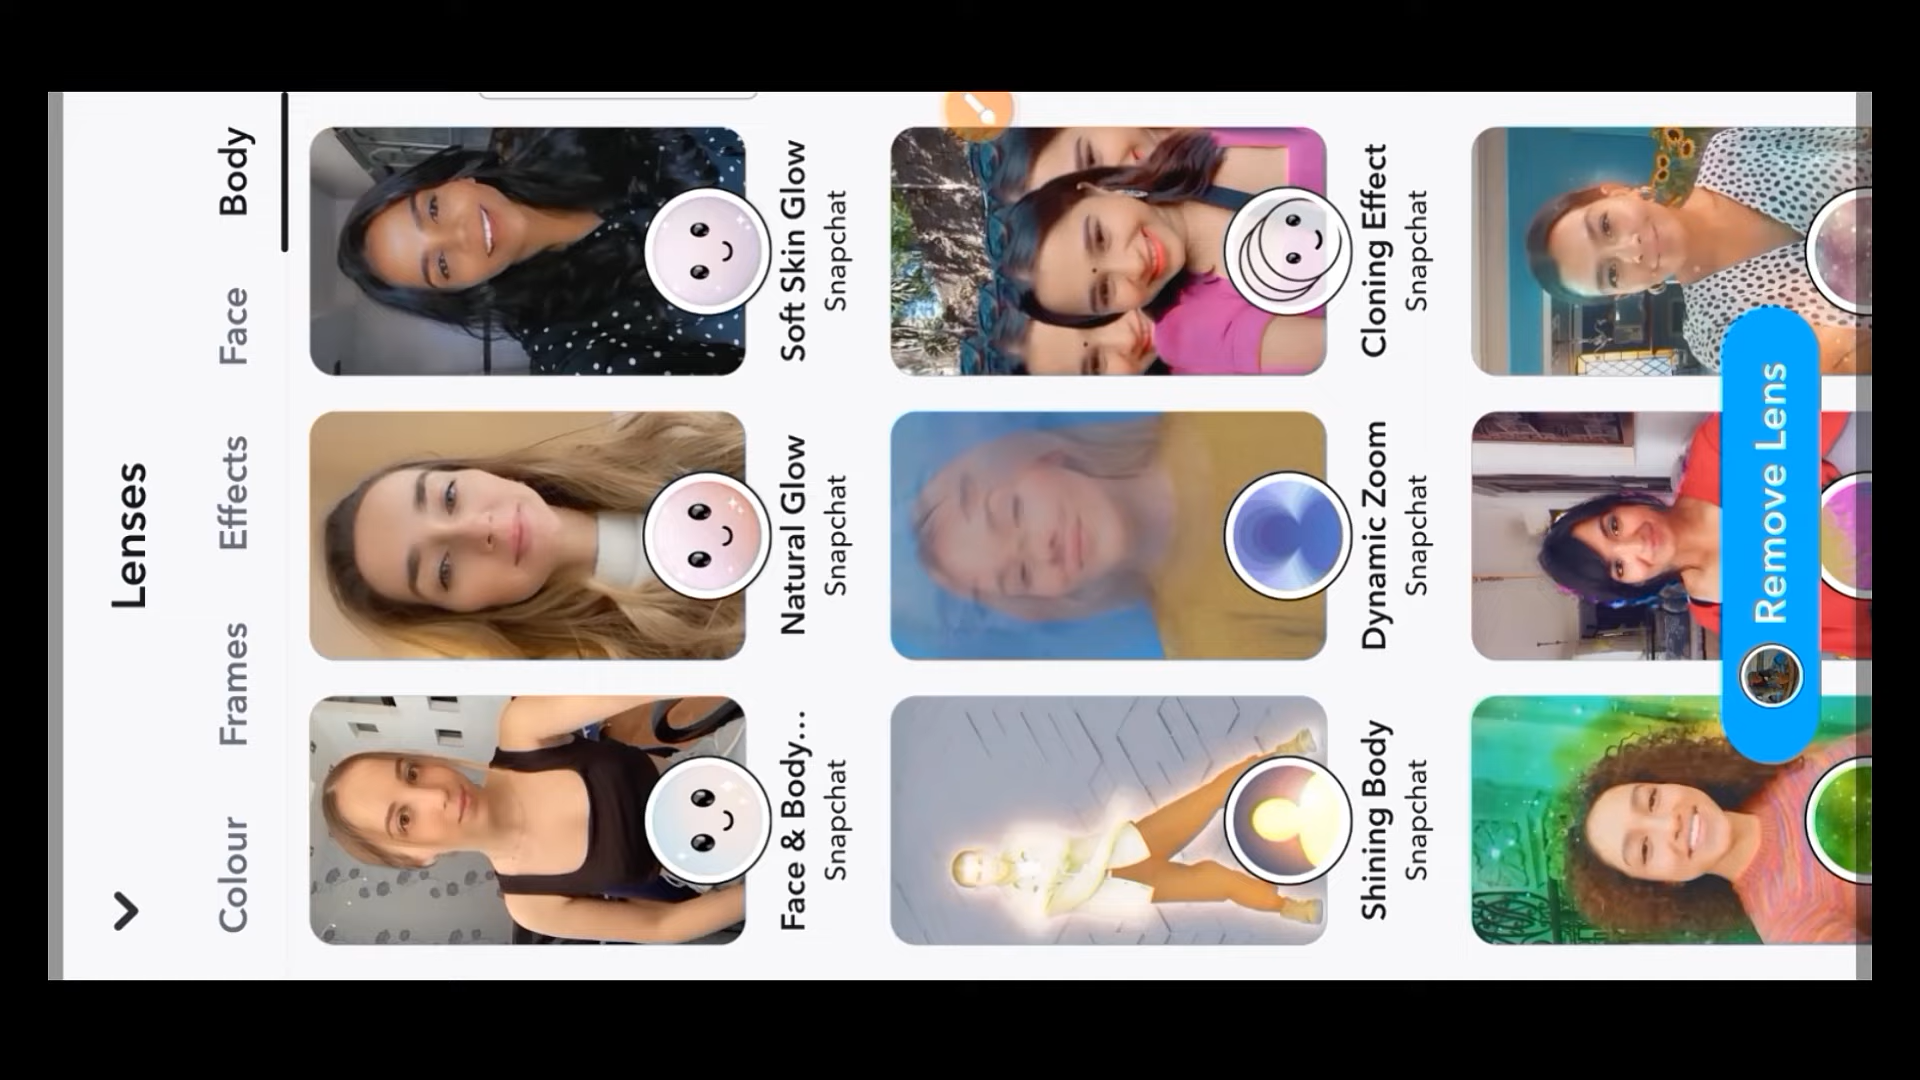 Lenses
Colour Frames Effects Face Body
Face & Body... Natural Glow Soft Skin Glow
Snapchat Snapchat Snapchat
Shining Body Dynamic Zoom Cloning Effect
Snapchat Snapchat Snapchat
Remove Lens